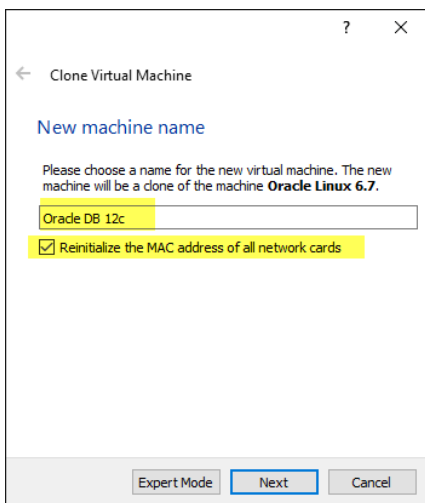 ?
Clone Virtual Machine
New machine name
Please choose a name for the new virtual machine. The new
machine will be a clone of the machine Oracle Linux 6.7.
Oracle DB 12c
Reinitialize the MAC address of all network cards
Expert Mode Next Cancel